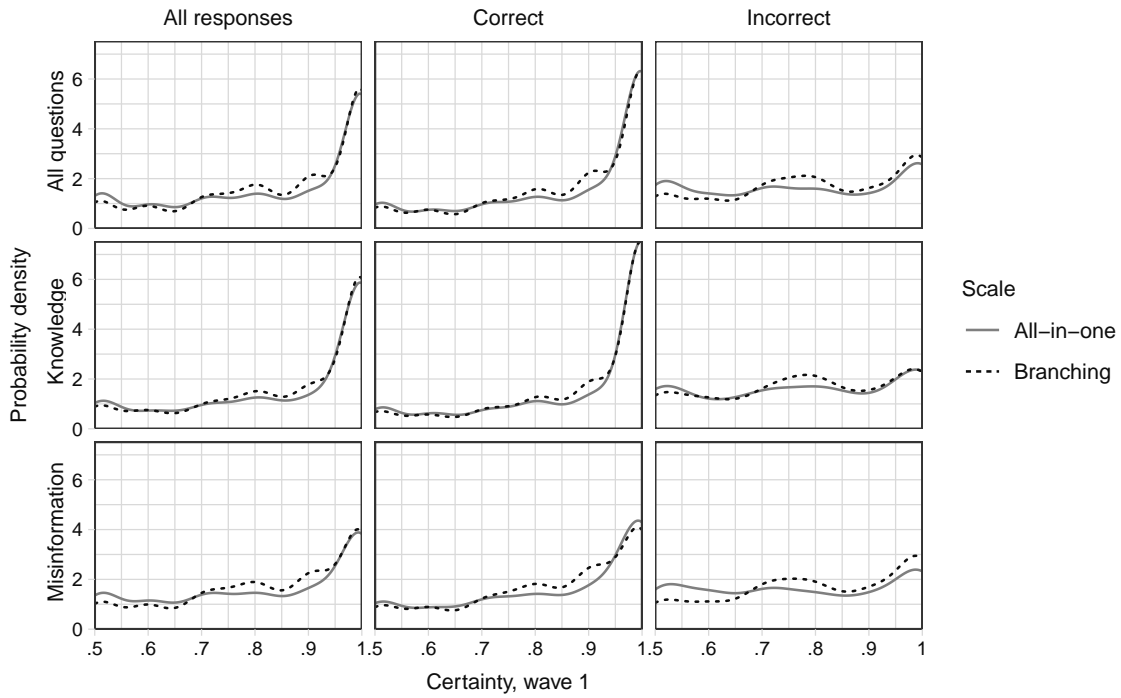 All responses Correct Incorrect
All questions
6
4
2
0
Probability density
Knowledge
6
4
2
0
Scale
All−in−one
Branching
Misinformation
6
4
2
0
.5 .6 .7 .8 .9 1.5 .6 .7 .8 .9 1.5 .6 .7 .8 .9 1
Certainty, wave 1